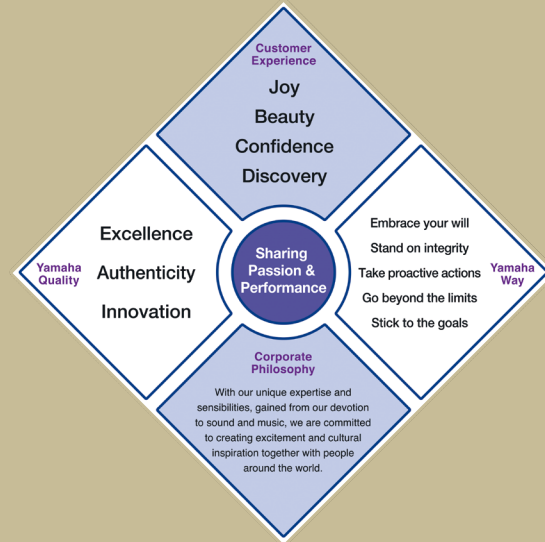 Customer
Experience
Joy
Beauty
Confidence
Discovery
Yamaha
Quality
Excellence
Authenticity
Innovation
Sharing
Passion &
Performance
Embrace your will
Stand on integrity
Take proactive actions
Go beyond the limits
Stick to the goals
Yamaha
Way
Corporate
Philosophy
With our unique expertise and
sensibilities, gained from our devotion
to sound and music, we are committed
to creating excitement and cultural
inspiration together with people
around the world.